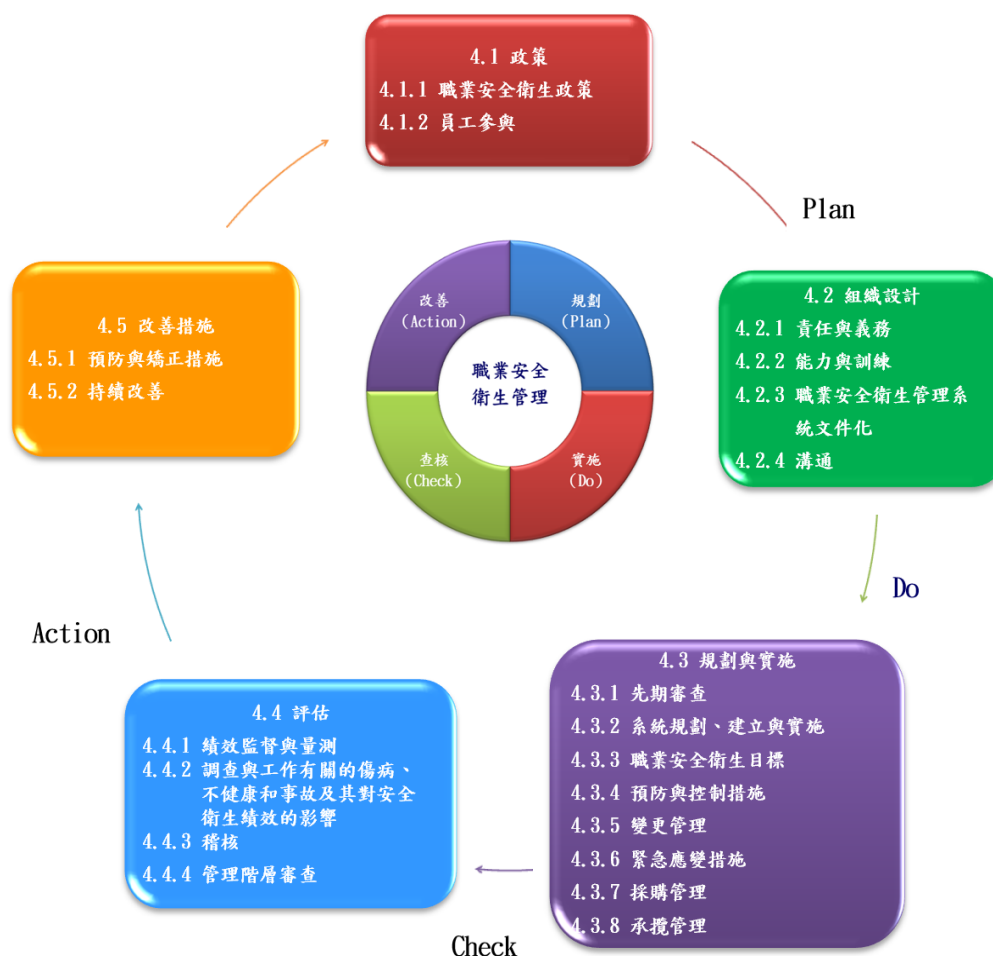 4.1 政策
4.1.1 職業安全衛生政策
4.1.2 員工參與
Plan
4.2 組織設計
4.2.1 責任與義務
4.2.2 能力與訓練
4.2.3 職業安全衛生管理系
統文件化
4.2.4 溝通
Do
4.3 規劃與實施
4.3.1 先期審查
4.3.2 系統規劃、建立與實施
4.3.3 職業安全衛生目標
4.3.4 預防與控制措施
4.3.5 變更管理
4.3.6 緊急應變措施
4.3.7 採購管理
4.3.8 承攬管理
Check
4.4 評估
4.4.1 績效監督與量測
4.4.2 調查與工作有關的傷病、
不健康和事故及其對安全
衛生績效的影響
4.4.3 稽核
4.4.4 管理階層審查
Action
4.5 改善措施
4.5.1 預防與矯正措施
4.5.2 持續改善
改善
(Action)
規劃
(Plan)
職業安全
衛生管理
查核
(Check)
實施
(Do)